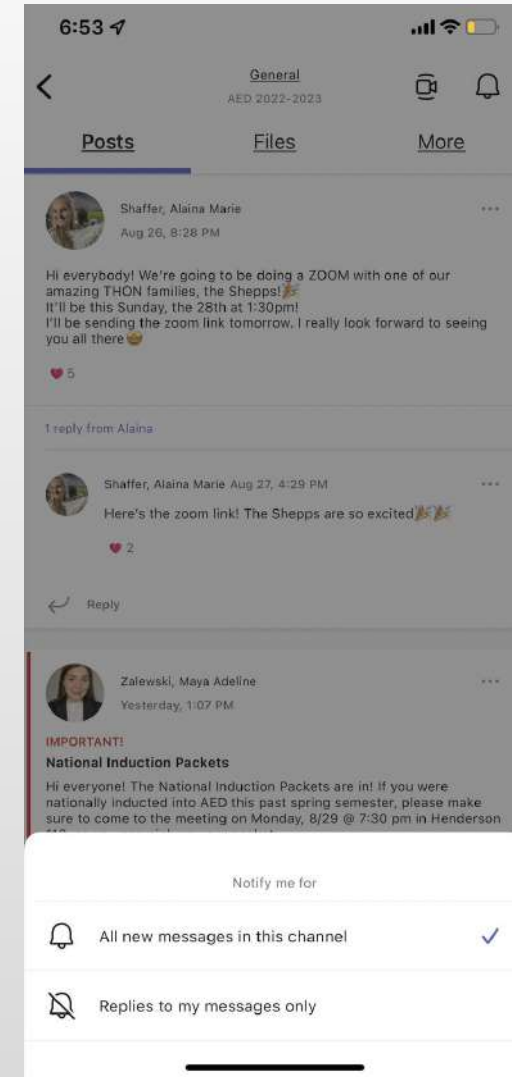 6:53
General
AED 2022-2023
Posts
Files
More
Shaffer, Alaina Marie
Aug 26, 8:28 PM
Hi everybody! We're going to be doing a ZOOM with one of our
amazing THON families, the Shepps!🎉
It'll be this Sunday, the 28th at 1:30pm!
I'll be sending the zoom link tomorrow. I really look forward to seeing
you all there🤩
5
1 reply from Alaina
Shaffer, Alaina Marie Aug 27, 4:29 PM
Here's the zoom link! The Shepps are so excited🎉🎉
2
Reply
Zalewski, Maya Adeline
Yesterday, 1:07 PM
IMPORTANT!
National Induction Packets
Hi everyone! The National Induction Packets are in! If you were
nationally inducted into AED this past spring semester, please make
sure to come to the meeting on Monday, 8/29 @ 7:30 pm in Henderson
Notify me for
All new messages in this channel
Replies to my messages only